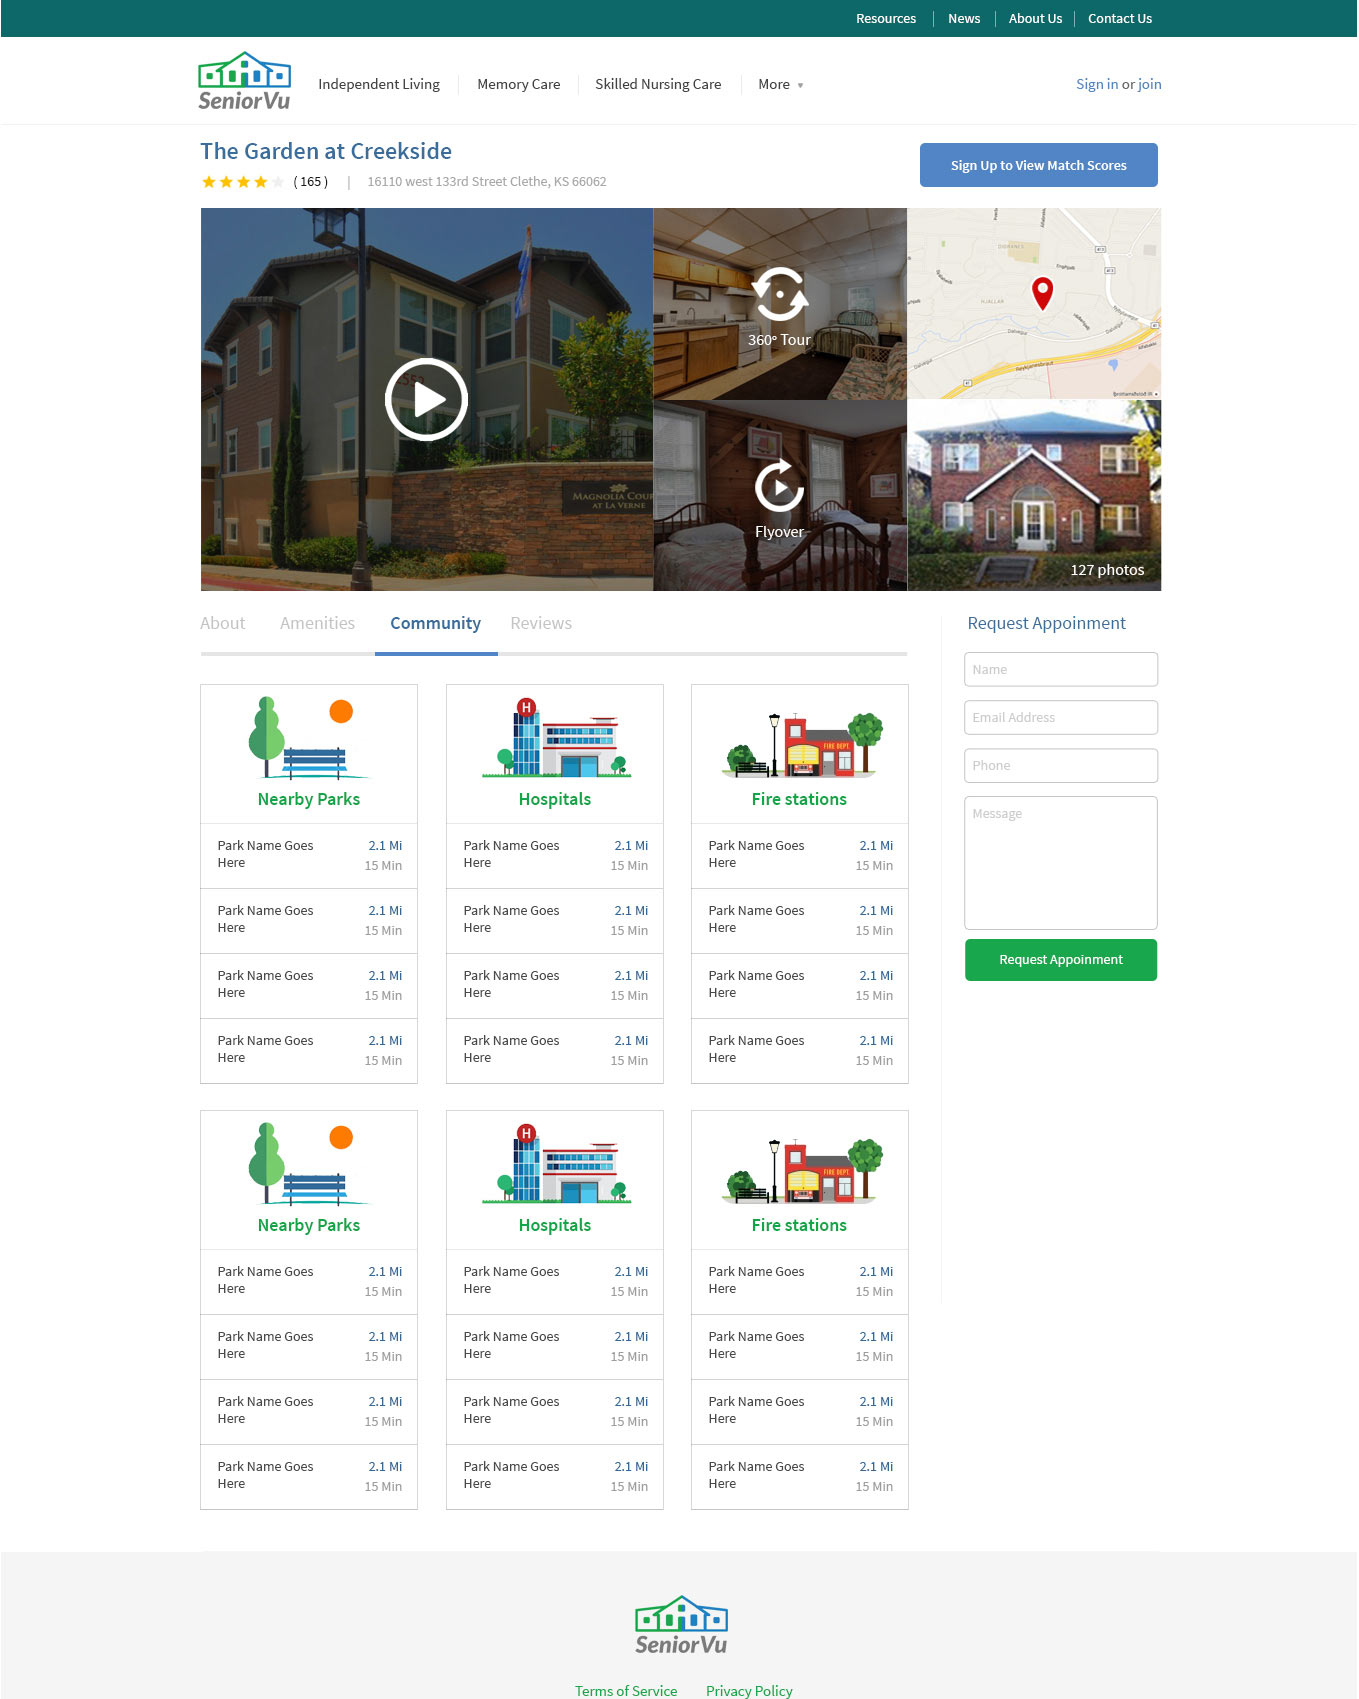 Resources
News
About Us
Contact Us
SeniorVu
Independent Living
Memory Care
Skilled Nursing Care
More
Sign in or join
The Garden at Creekside
Sign Up to View Match Scores
( 165 )
|
16110 west 133rd Street Clethe, KS 66062
360º Tour
Flyover
MAGNOLIA COUR
AT LA VERNE
NJALLAR
127 photos
About
Amenities
Community
Reviews
Request Appoinment
Name
Email Address
Phone
Message
Request Appoinment
H
FIRE DEPT.
Nearby Parks
Hospitals
Fire stations
Park Name Goes 2.1 Mi
Here 15 Min
Park Name Goes 2.1 Mi
Here 15 Min
Park Name Goes 2.1 Mi
Here 15 Min
Park Name Goes 2.1 Mi
Here 15 Min
Park Name Goes 2.1 Mi
Here 15 Min
Park Name Goes 2.1 Mi
Here 15 Min
Park Name Goes 2.1 Mi
Here 15 Min
Park Name Goes 2.1 Mi
Here 15 Min
Park Name Goes 2.1 Mi
Here 15 Min
Park Name Goes 2.1 Mi
Here 15 Min
Park Name Goes 2.1 Mi
Here 15 Min
Park Name Goes 2.1 Mi
Here 15 Min
H
FIRE DEPT.
Nearby Parks
Hospitals
Fire stations
Park Name Goes 2.1 Mi
Here 15 Min
Park Name Goes 2.1 Mi
Here 15 Min
Park Name Goes 2.1 Mi
Here 15 Min
Park Name Goes 2.1 Mi
Here 15 Min
Park Name Goes 2.1 Mi
Here 15 Min
Park Name Goes 2.1 Mi
Here 15 Min
Park Name Goes 2.1 Mi
Here 15 Min
Park Name Goes 2.1 Mi
Here 15 Min
Park Name Goes 2.1 Mi
Here 15 Min
Park Name Goes 2.1 Mi
Here 15 Min
Park Name Goes 2.1 Mi
Here 15 Min
Park Name Goes 2.1 Mi
Here 15 Min
SeniorVu
Terms of Service
Privacy Policy